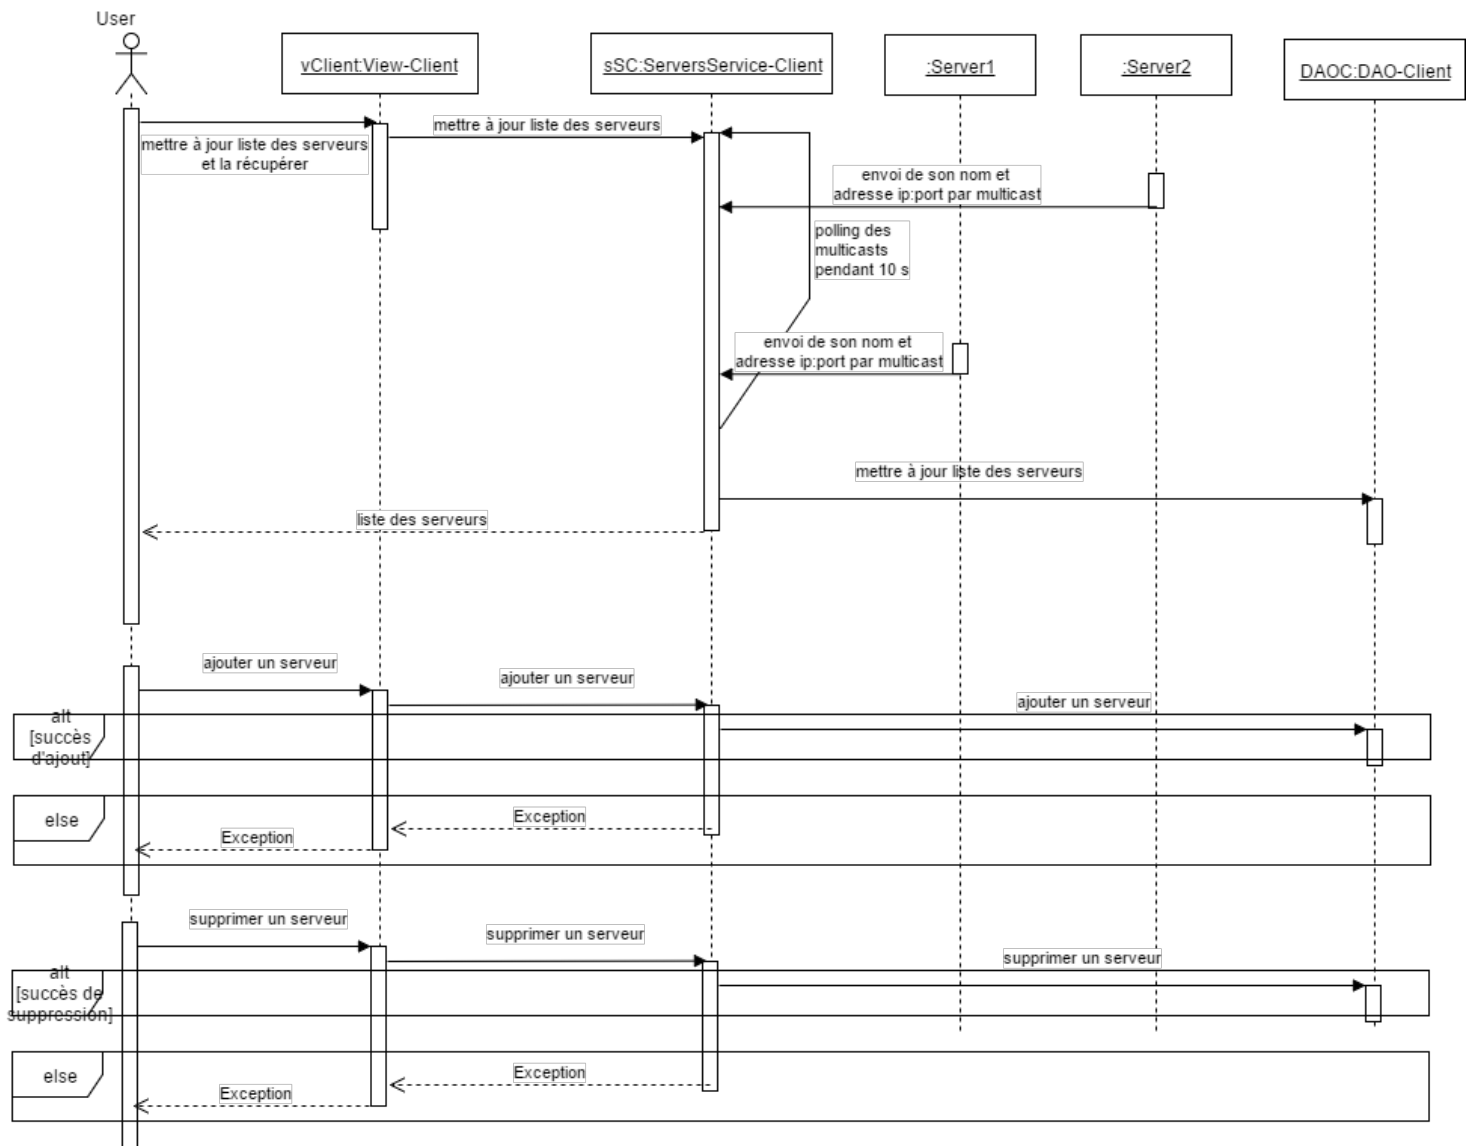 User
vClient:View-Client
sSC:ServersService-Client
:Server1
:Server2
DAOC:DAO-Client
mettre à jour liste des serveurs
et la récupérer
mettre à jour liste des serveurs
envoi de son nom et
adresse ip:port par multicast
polling des
multicasts
pendant 10 s
envoi de son nom et
adresse ip:port par multicast
mettre à jour liste des serveurs
liste des serveurs
ajouter un serveur
ajouter un serveur
ajouter un serveur
alt
[succès
d'ajout]
else
Exception
Exception
supprimer un serveur
supprimer un serveur
supprimer un serveur
alt
[succès de
suppression]
else
Exception
Exception